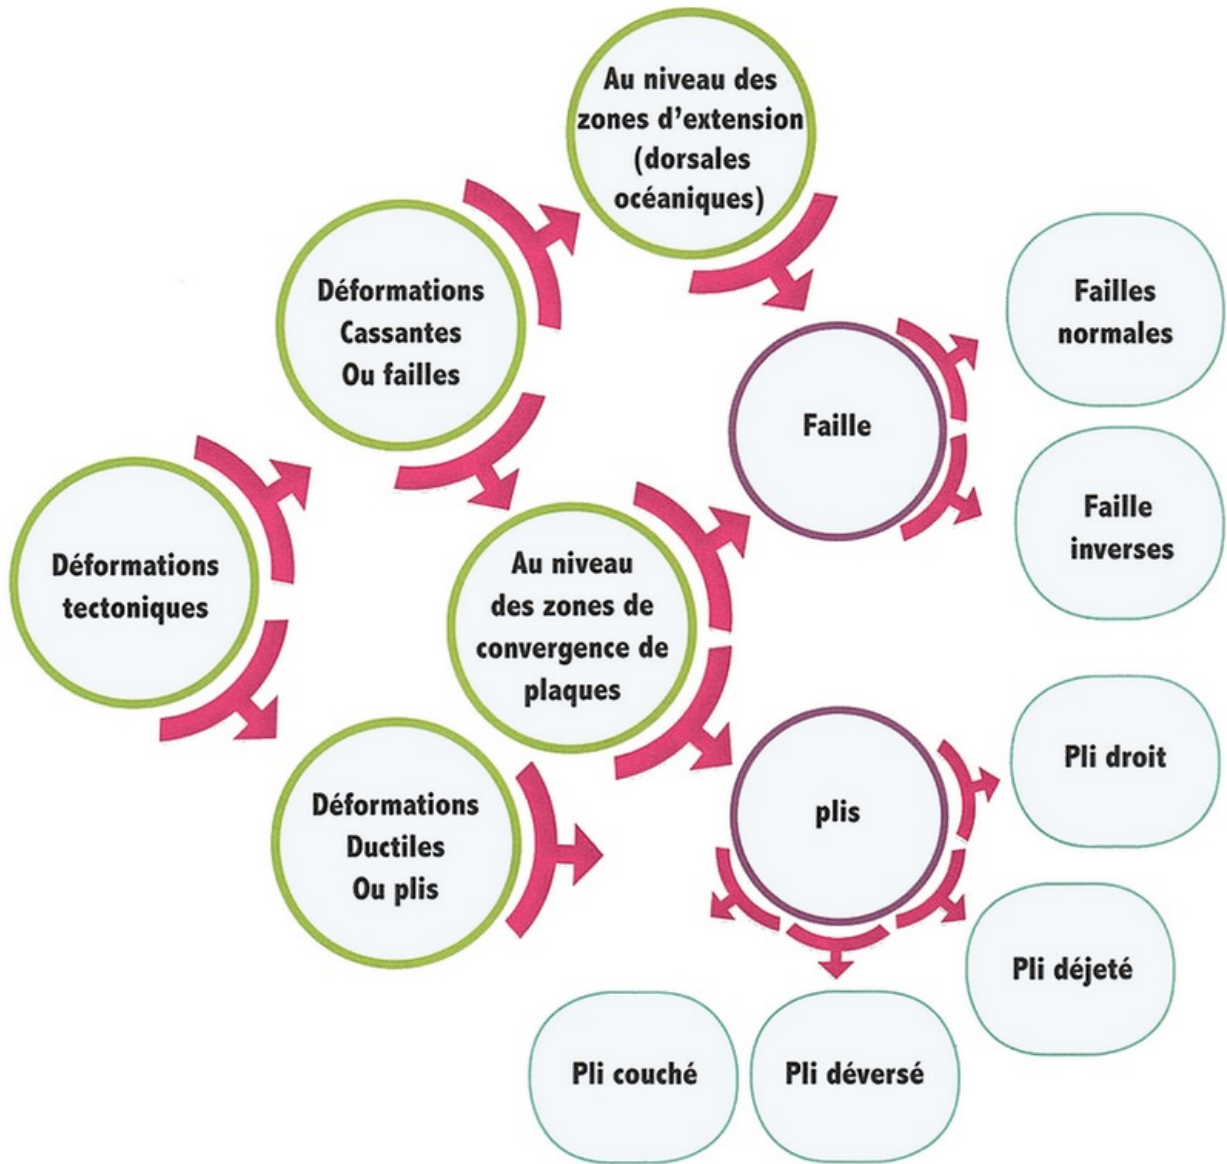 Au niveau des
zones d'extension
(dorsales
océaniques)
Déformations
Cassantes
Ou failles
Failles
normales
Faille
Faille
inverses
Déformations
tectoniques
Au niveau
des zones de
convergence de
plaques
Déformations
Ductiles
Ou plis
plis
Pli droit
Pli déjeté
Pli couché
Pli déversé